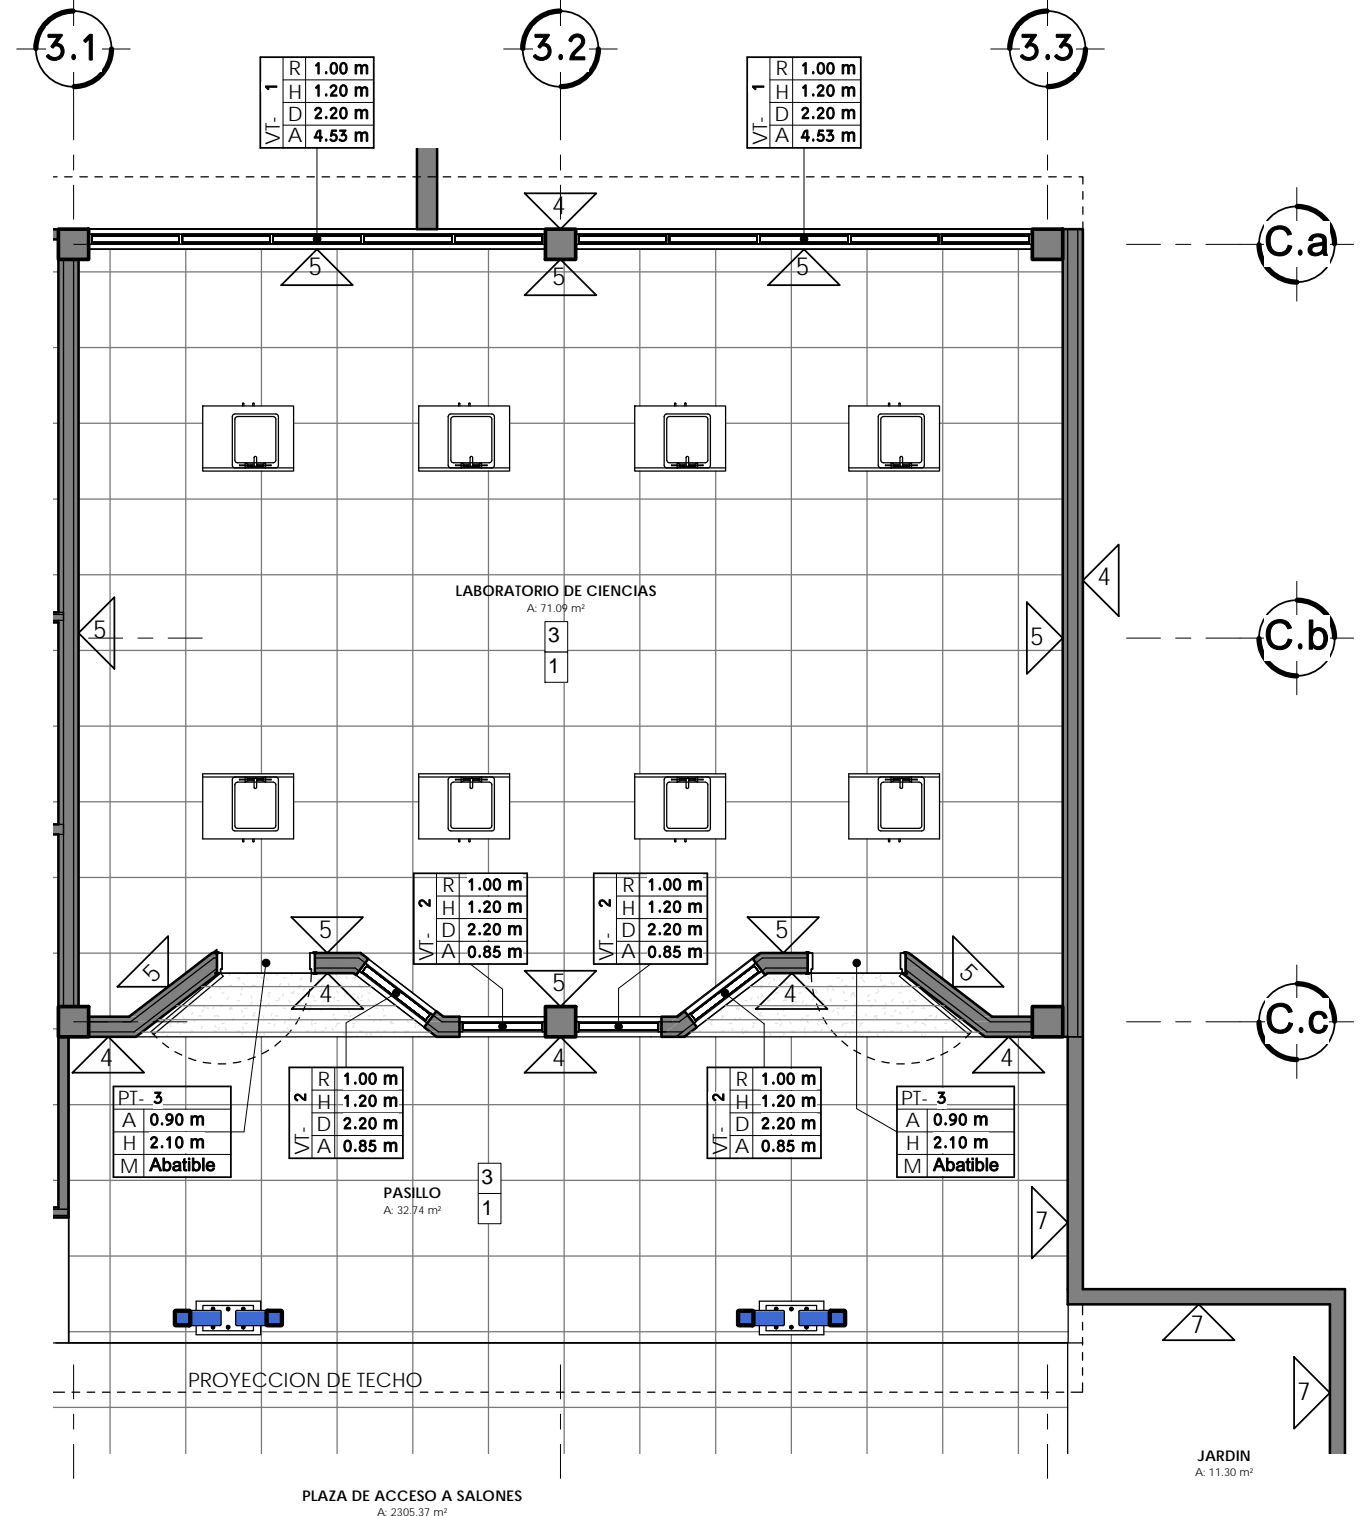 3.1
3.2
3.3
VT- 1
R 1.00 m
H 1.20 m
D 2.20 m
A 4.53 m
VT- 1
R 1.00 m
H 1.20 m
D 2.20 m
A 4.53 m
4
C.a
5
5
5
LABORATORIO DE CIENCIAS
A: 71.09 m²
3
1
4
5
5
C.b
VT- 2
R 1.00 m
H 1.20 m
D 2.20 m
A 0.85 m
VT- 2
R 1.00 m
H 1.20 m
D 2.20 m
A 0.85 m
5
5
5
5
5
4
4
C.c
4
4
4
PT- 3
A 0.90 m
H 2.10 m
M Abatible
VT- 2
R 1.00 m
H 1.20 m
D 2.20 m
A 0.85 m
VT- 2
R 1.00 m
H 1.20 m
D 2.20 m
A 0.85 m
PT- 3
A 0.90 m
H 2.10 m
M Abatible
PASILLO
A: 32.74 m²
3
1
7
7
7
PROYECCION DE TECHO
JARDIN
A: 11.30 m²
PLAZA DE ACCESO A SALONES
A: 2305.37 m²